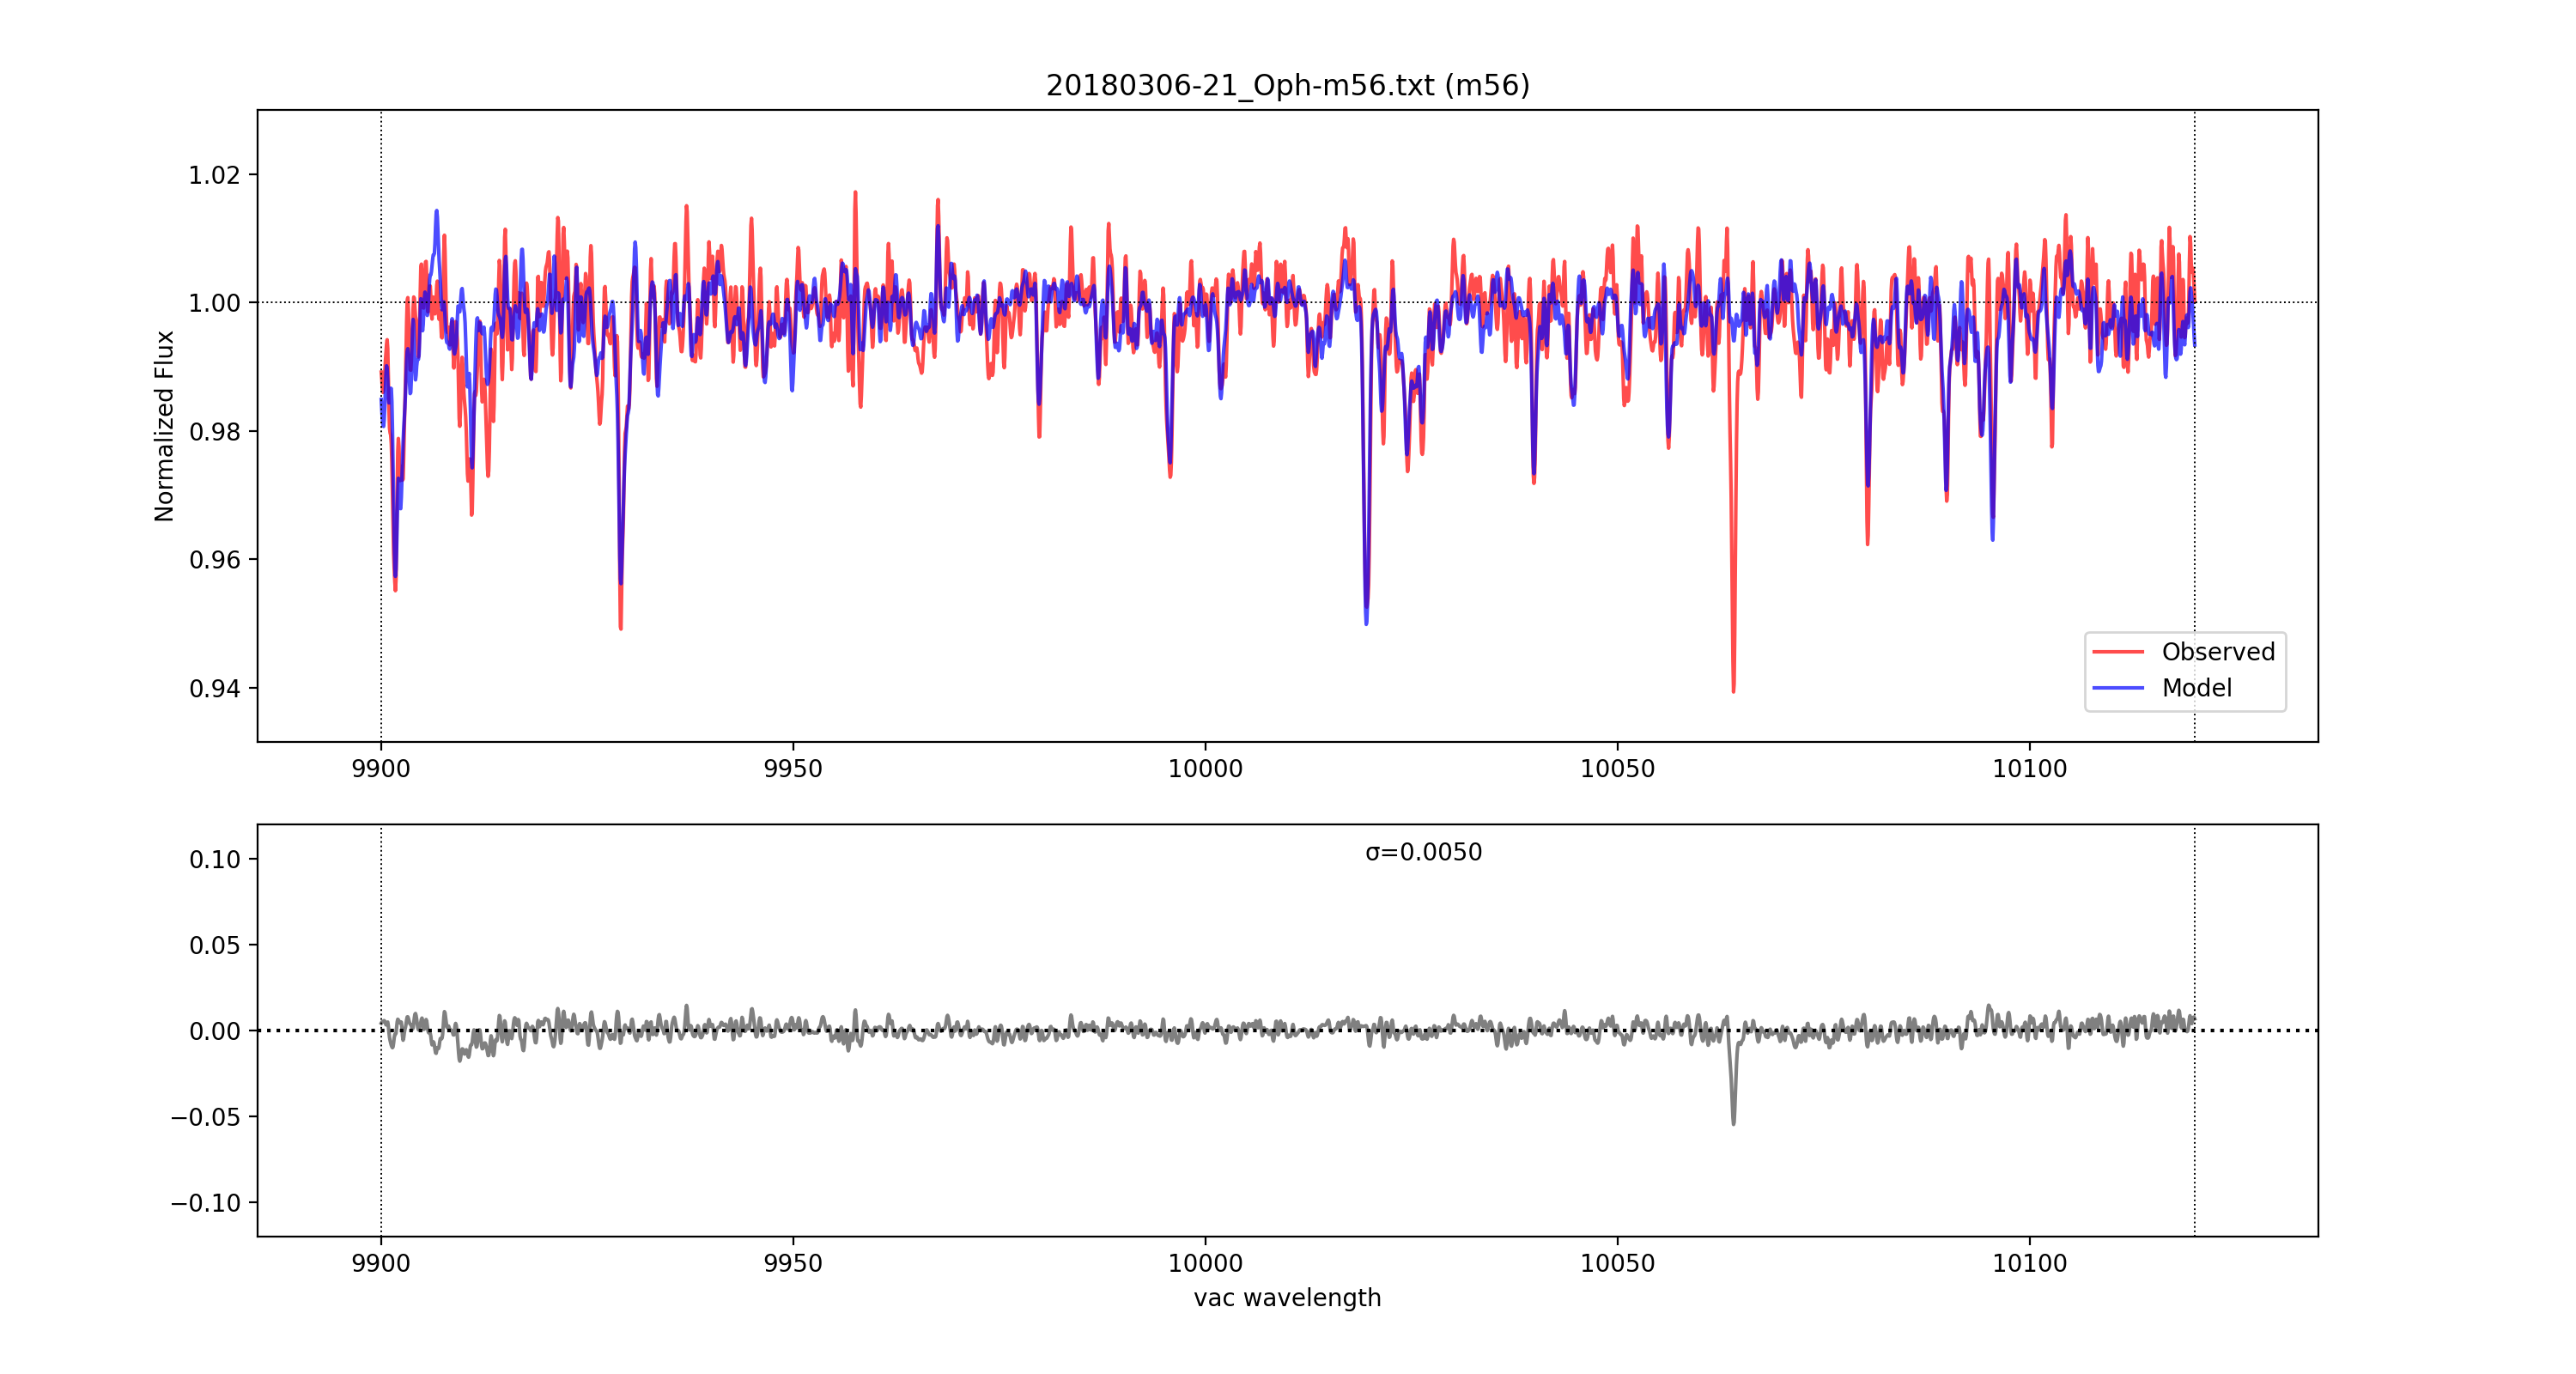 20180306-21_Oph-m56.txt (m56)
Normalized Flux
1.02
1.00
0.98
0.96
0.94
Observed
Model
9900 9950 10000 10050 10100
σ=0.0050
0.10
0.05
0.00
−0.05
−0.10
9900 9950 10000 10050 10100
vac wavelength